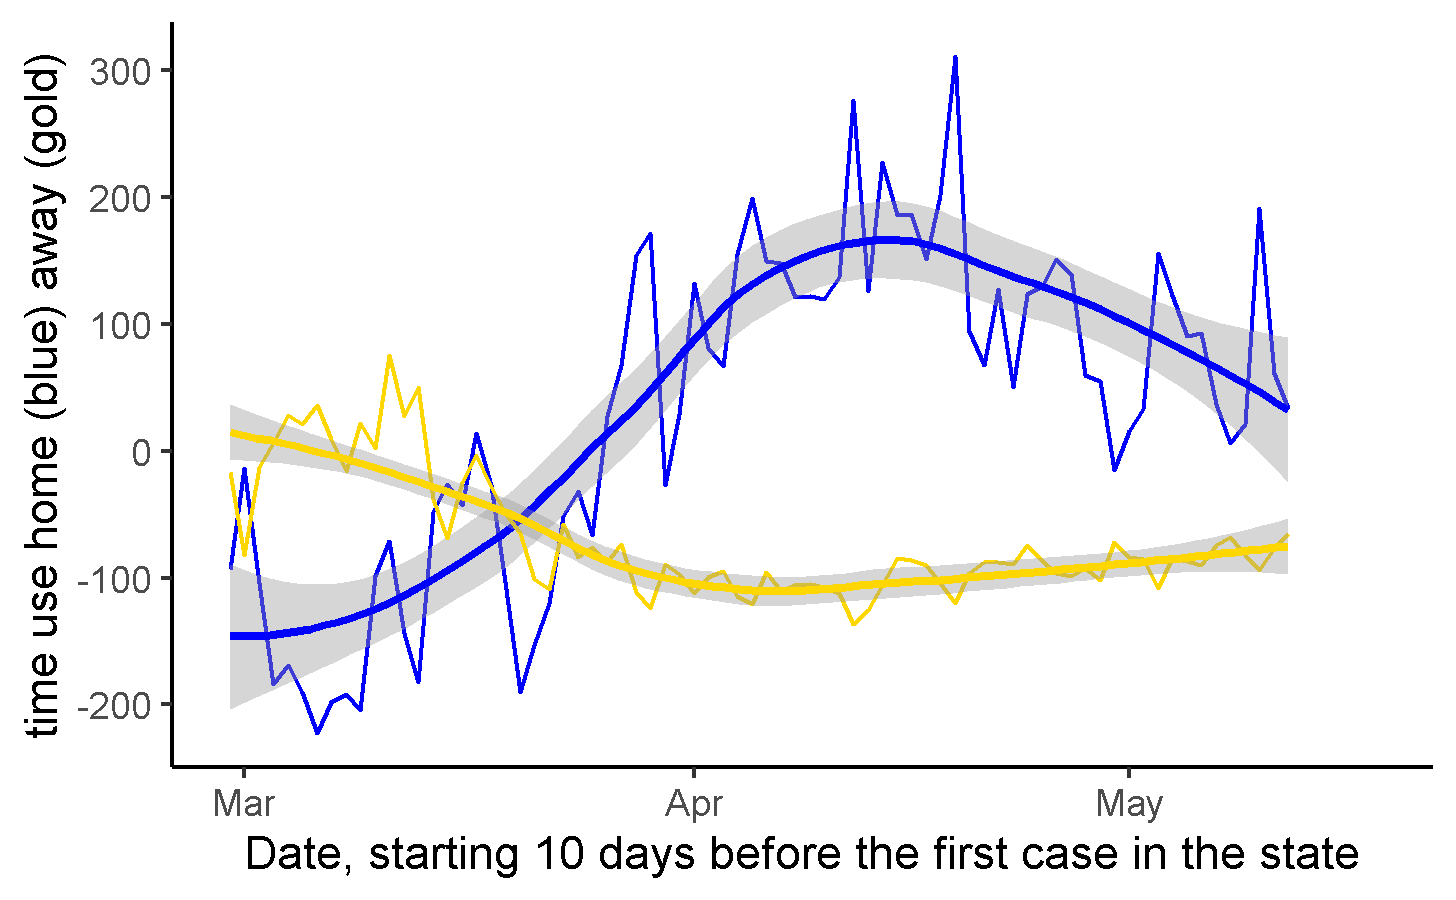 time use home (blue) away (gold)
300
200
100
0
-100
-200
Mar
Apr
May
Date, starting 10 days before the first case in the state